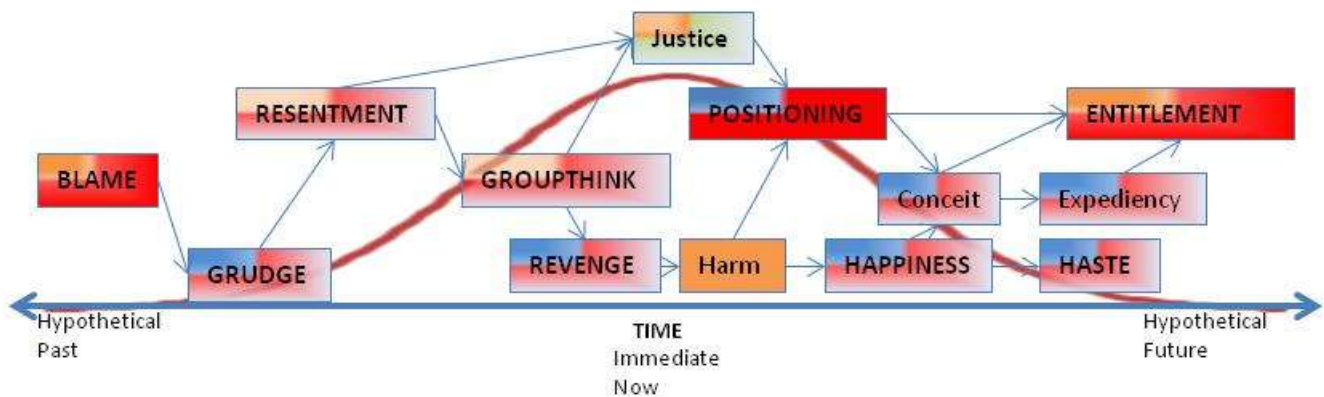 Justice
RESENTMENT
POSITIONING
ENTITLEMENT
BLAME
GROUPTHINK
Conceit
Expediency
GRUDGE
REVENGE
Harm
HAPPINESS
HASTE
Hypothetical
Past
TIME
Immediate
Now
Hypothetical
Future